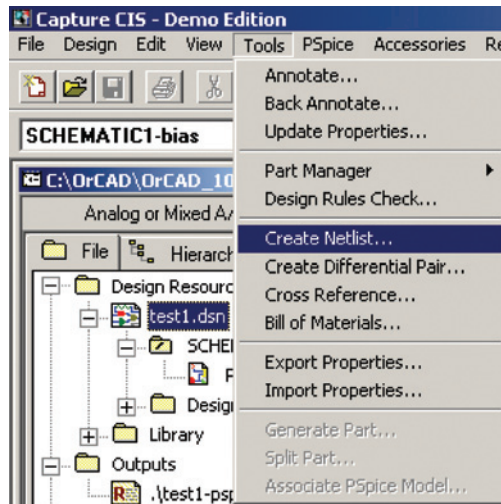 Capture CIS - Demo Edition
File Design Edit View Tools PSpice Accessories
SCHEMATIC1-bias
C:\OrCAD\OrCAD_10
Analog or Mixed A/
File
Hierarch
Design Resourc
test1.dsn
SCHE
Desig
Library
Outputs
.\test1-psp
Annotate...
Back Annotate...
Update Properties...
Part Manager
Design Rules Check...
Create Netlist...
Create Differential Pair...
Cross Reference...
Bill of Materials...
Export Properties...
Import Properties...
Generate Part...
Split Part...
Associate PSpice Model...